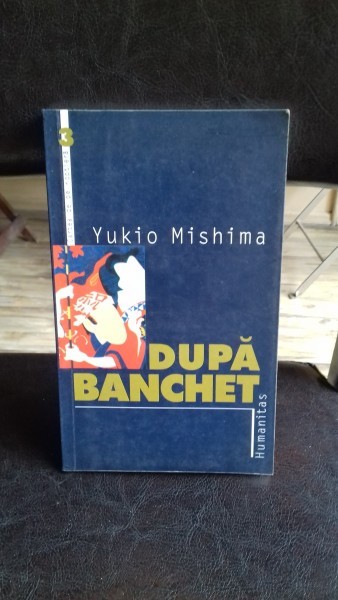 3
Yukio Mishima
DUPĂ
BANCHET
Humanitas